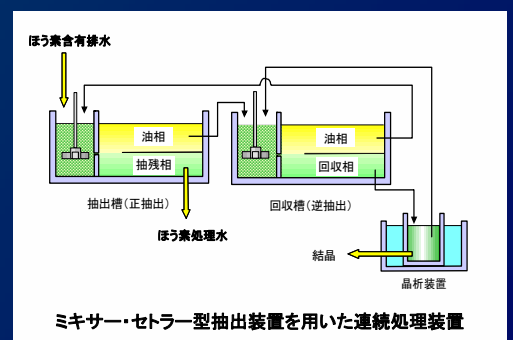 ほう素含有排水
油相
抽残相
油相
回収相
抽出槽(正抽出)
回収槽(逆抽出)
ほう素処理水
結晶
晶析装置
ミキサー・セトラー型抽出装置を用いた連続処理装置